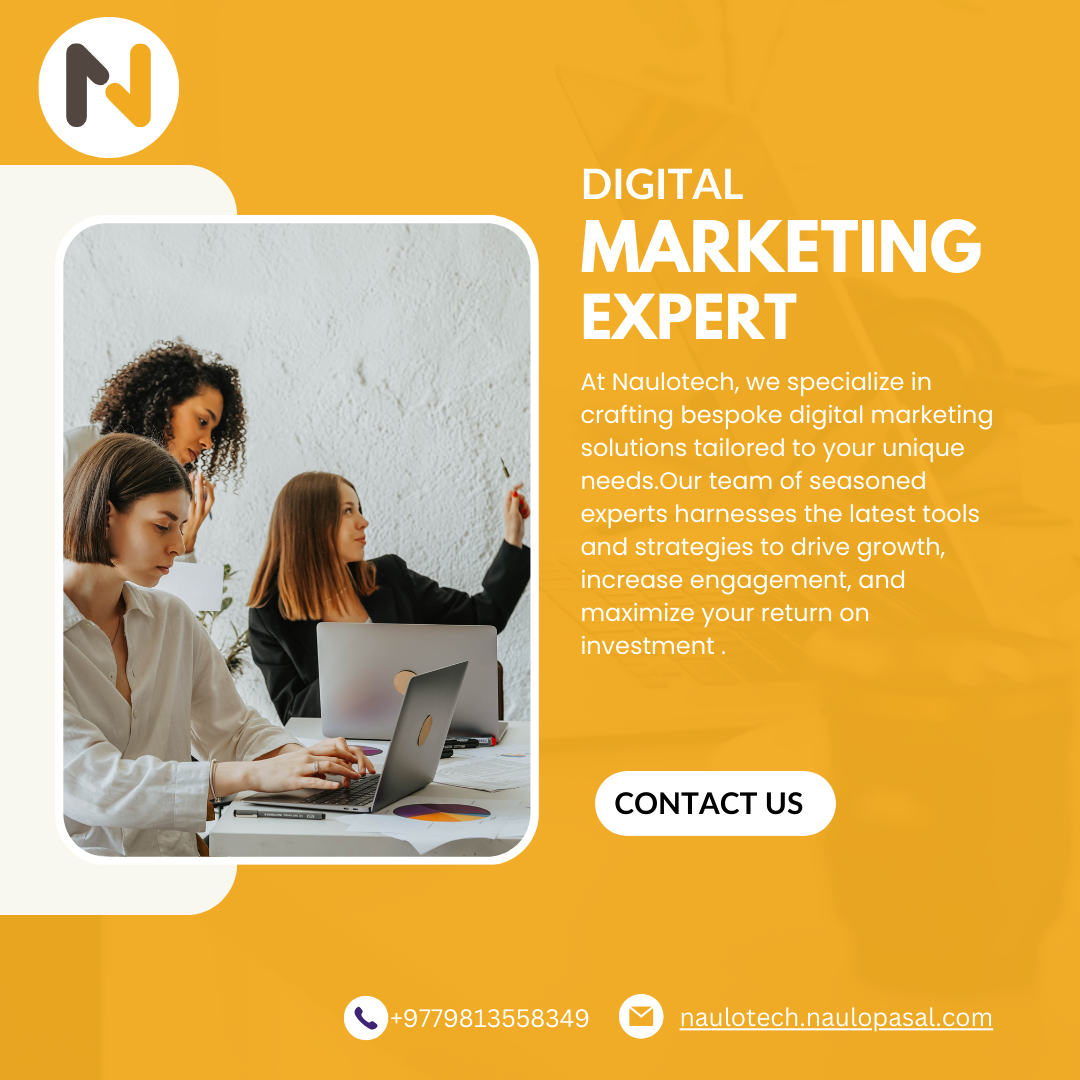 N
DIGITAL
MARKETING
EXPERT
At Naulotech, we specialize in
crafting bespoke digital marketing
solutions tailored to your unique
needs.Our team of seasoned
experts harnesses the latest tools
and strategies to drive growth,
increase engagement, and
maximize your return on
investment .
CONTACT US
+9779813558349
naulotech.naulopasal.com